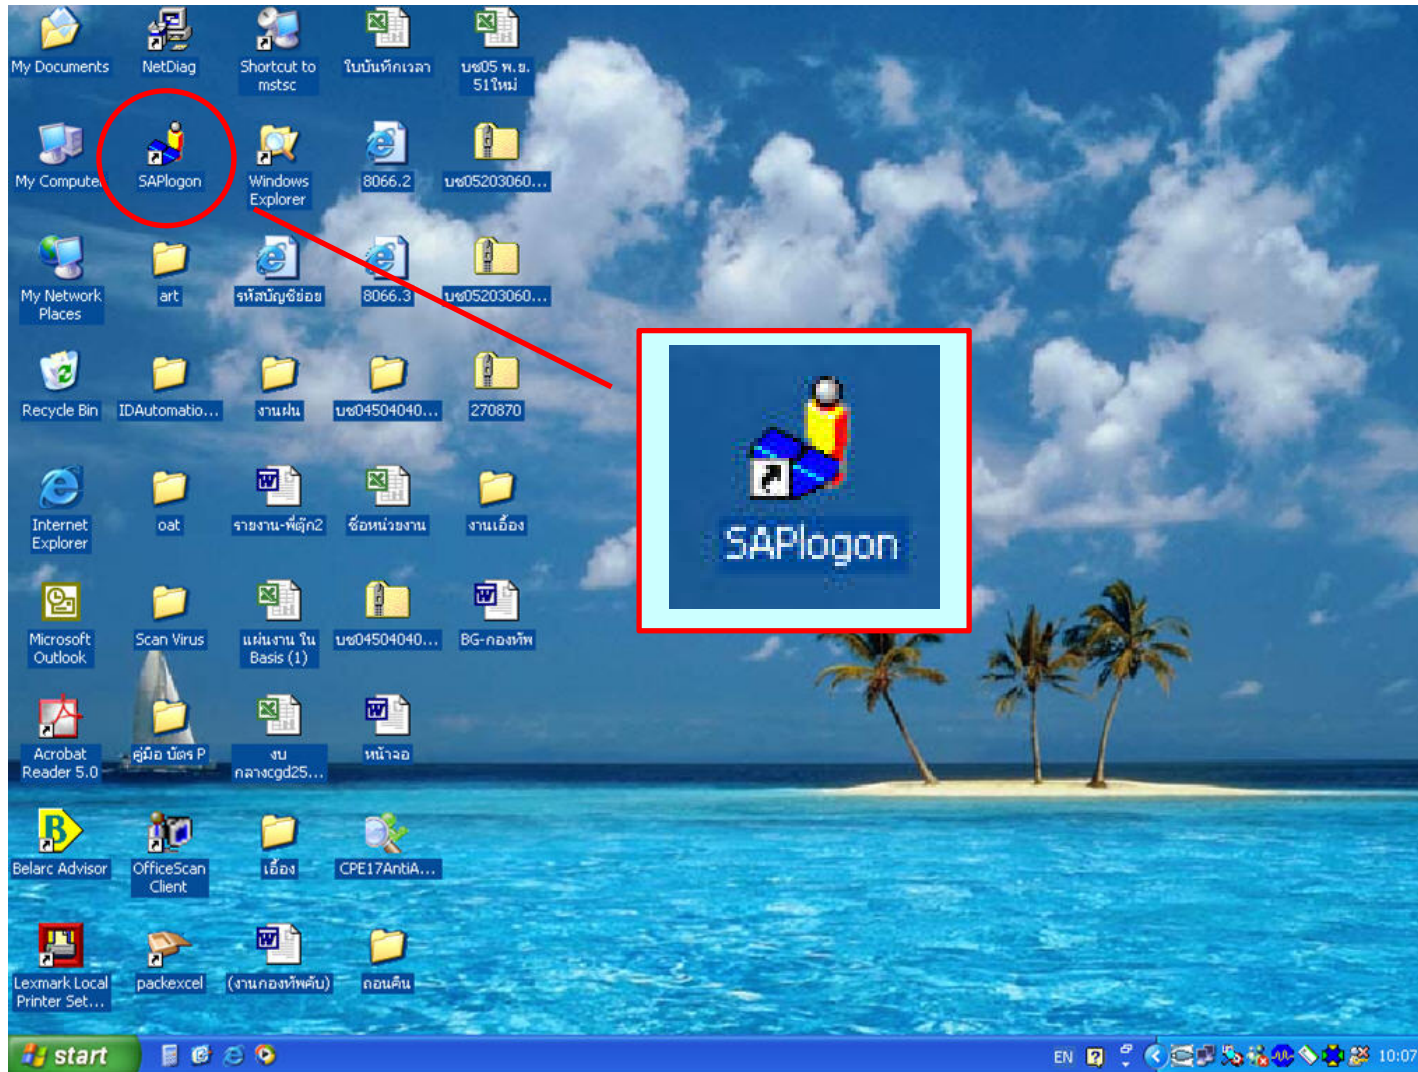 My Documents
NetDiag
Shortcut to
mstsc
ใบบันทึกเวลา
บช05 พ.ย.
51ใหม่
My Compute
SAPlogon
Windows
Explorer
8066.2
บช05203060...
My Network
Places
art
รหัสบัญชีย่อย
8066.3
บช05203060...
Recycle Bin
IDAutomatio...
งานฝน
บช04504040...
270870
SAPlogon
Internet
Explorer
oat
รายงาน-พี่ตุ๊ก2
ชื่อหน่วยงาน
งานเอื้อง
Microsoft
Outlook
Scan Virus
แผ่นงาน ใน
Basis (1)
บช04504040...
BG-กองทัพ
Acrobat
Reader 5.0
คู่มือ บัตร P
งบ
กลางcgd25...
หน้าจอ
Belarc Advisor
OfficeScan
Client
เอื้อง
CPE17AntiA...
Lexmark Local
Printer Set...
packexcel
(งานกองทัพคับ)
ถอนคืน
start
EN
10:07